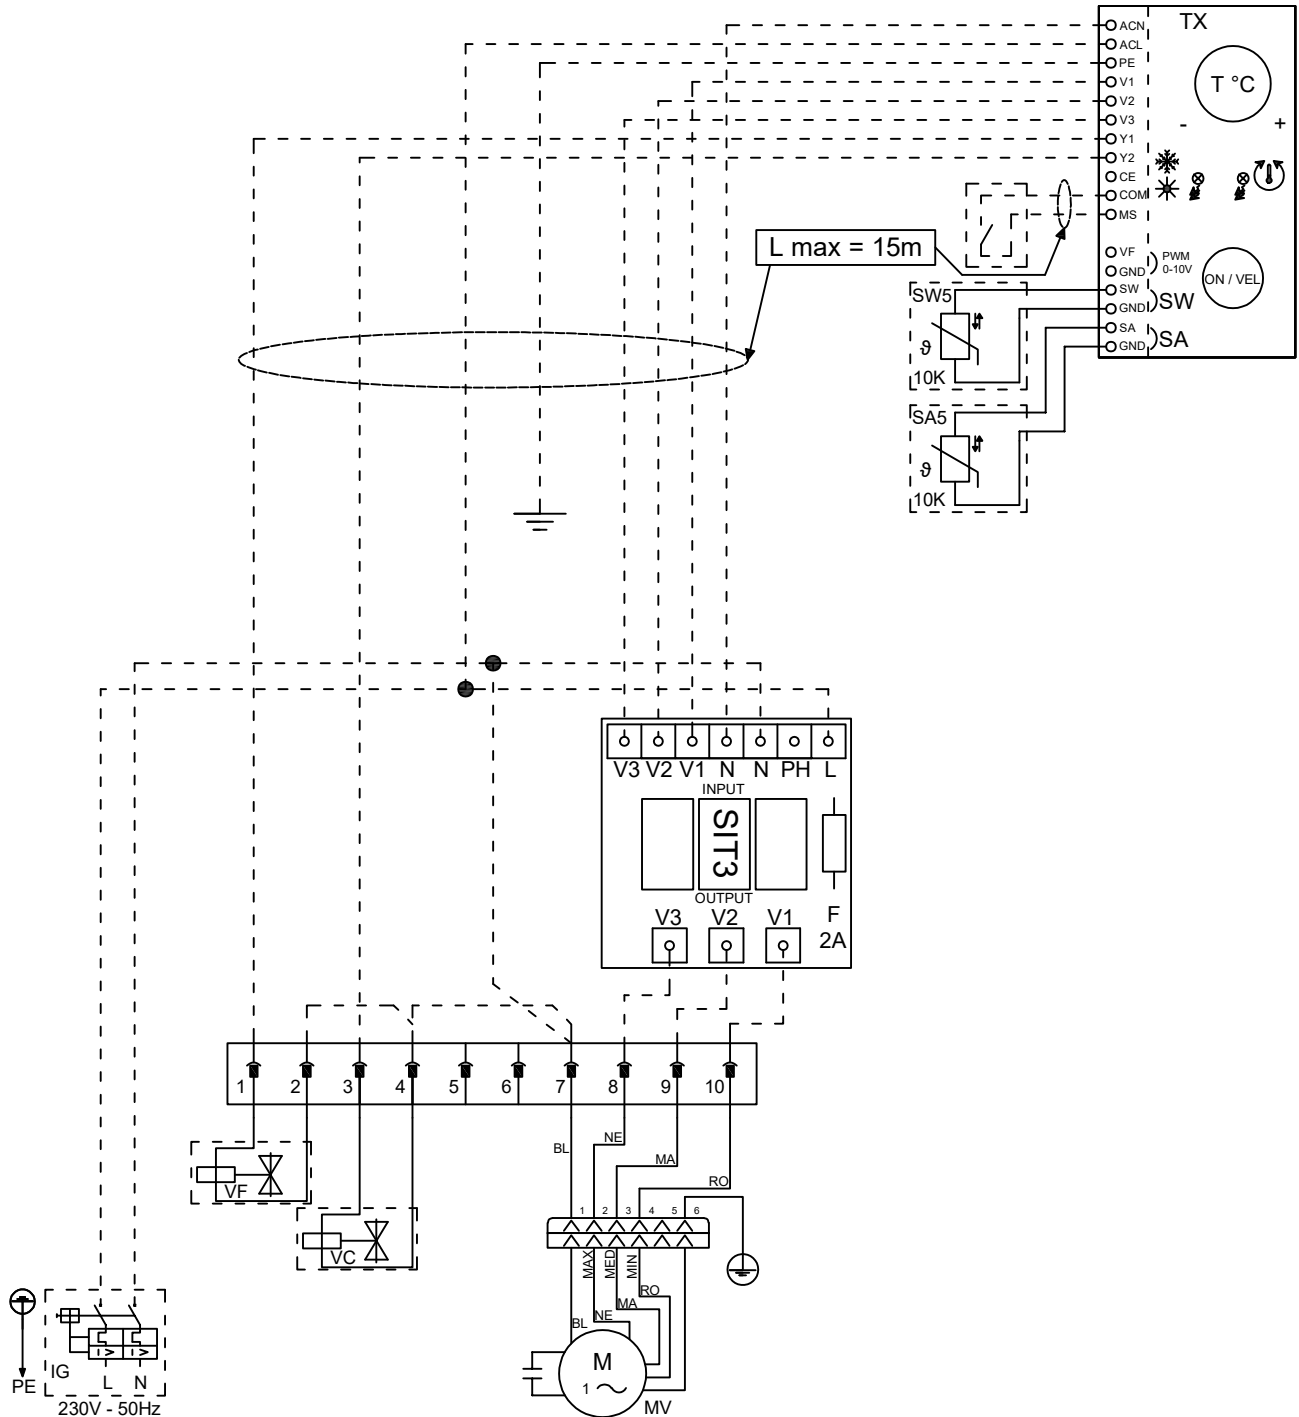 TX
ACN
ACL
PE
V1
V2
V3
Y1
Y2
CE
COM
MS
VF
GND
SW
GND
SA
GND
T °C
- +
PWM
0-10V
ON / VEL
SW
SA
L max = 15m
SW5
ϑ
10K
SA5
ϑ
10K
V3 V2 V1 N N PH L
INPUT
SIT3
OUTPUT
V3 V2 V1
F
2A
1 2 3 4 5 6 7 8 9 10
VF
VC
BL
NE
MA
RO
1 2 3 4 5 6
MAX
MED
MIN
RO
MA
NE
BL
M
1
MV
PE
IG
I> I>
L N
230V - 50Hz